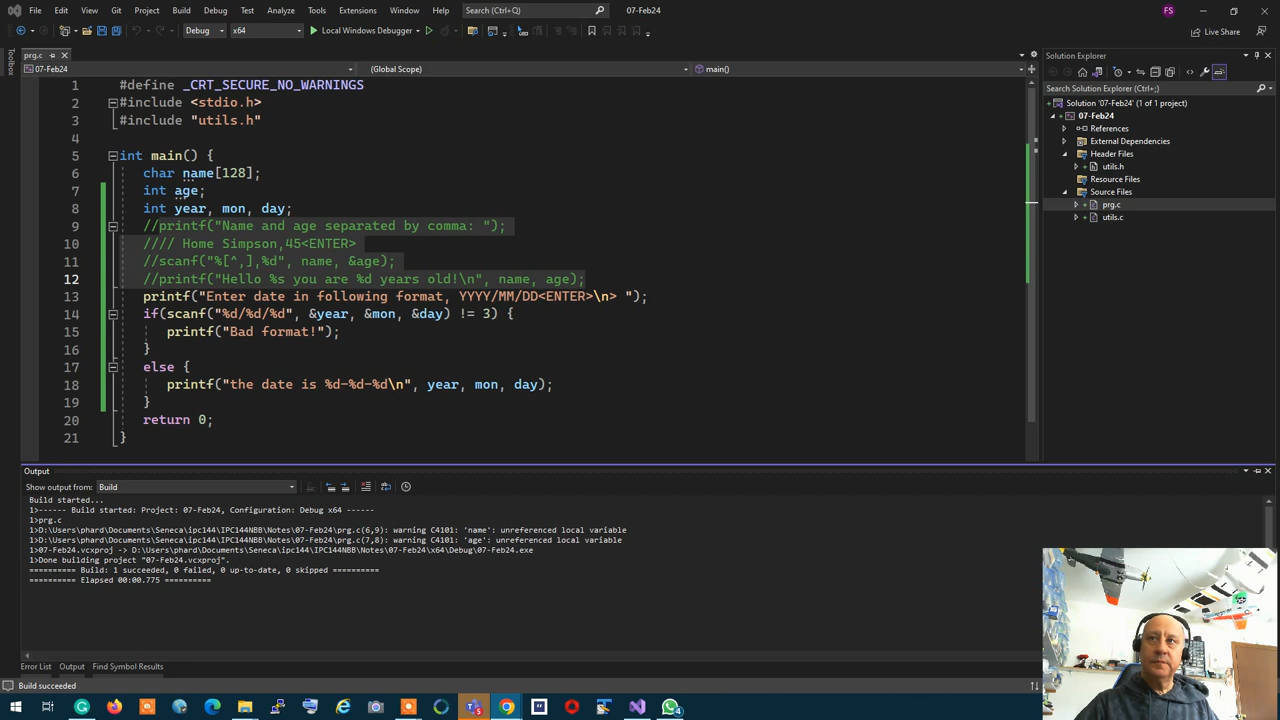 File Edit View Git Project Build Debug Test Analyze Tools Extensions Window Help Search (Ctrl+Q) 07-Feb24 FS
Debug x64 Local Windows Debugger Live Share
prg.c
Toolbox
07-Feb24 (Global Scope) main()
1 #define _CRT_SECURE_NO_WARNINGS
2 #include <stdio.h>
3 #include "utils.h"
4
5 int main() {
6 char name[128];
7 int age;
8 int year, mon, day;
9 //printf("Name and age separated by comma: ");
10 //// Home Simpson,45<ENTER>
11 //scanf("%[^,],%d", name, &age);
12 //printf("Hello %s you are %d years old!\n", name, age);
13 printf("Enter date in following format, YYYY/MM/DD<ENTER>\n> ");
14 if(scanf("%d/%d/%d", &year, &mon, &day) != 3) {
15 printf("Bad format!");
16 }
17 else {
18 printf("the date is %d-%d-%d\n", year, mon, day);
19 }
20 return 0;
21 }
Solution Explorer
Search Solution Explorer (Ctrl+;)
Solution '07-Feb24' (1 of 1 project)
07-Feb24
References
External Dependencies
Header Files
utils.h
Resource Files
Source Files
prg.c
utils.c
Output
Show output from: Build
Build started...
1>------ Build started: Project: 07-Feb24, Configuration: Debug x64 ------
1>prg.c
1>D:\Users\phard\Documents\Seneca\ipc144\IPC144NBB\Notes\07-Feb24\prg.c(6,9): warning C4101: 'name': unreferenced local variable
1>D:\Users\phard\Documents\Seneca\ipc144\IPC144NBB\Notes\07-Feb24\prg.c(7,8): warning C4101: 'age': unreferenced local variable
1>07-Feb24.vcxproj -> D:\Users\phard\Documents\Seneca\ipc144\IPC144NBB\Notes\07-Feb24\x64\Debug\07-Feb24.exe
1>Done building project "07-Feb24.vcxproj".
========== Build: 1 succeeded, 0 failed, 0 up-to-date, 0 skipped ==========
========== Elapsed 00:00.775 ==========
Error List Output Find Symbol Results
Build succeeded
4